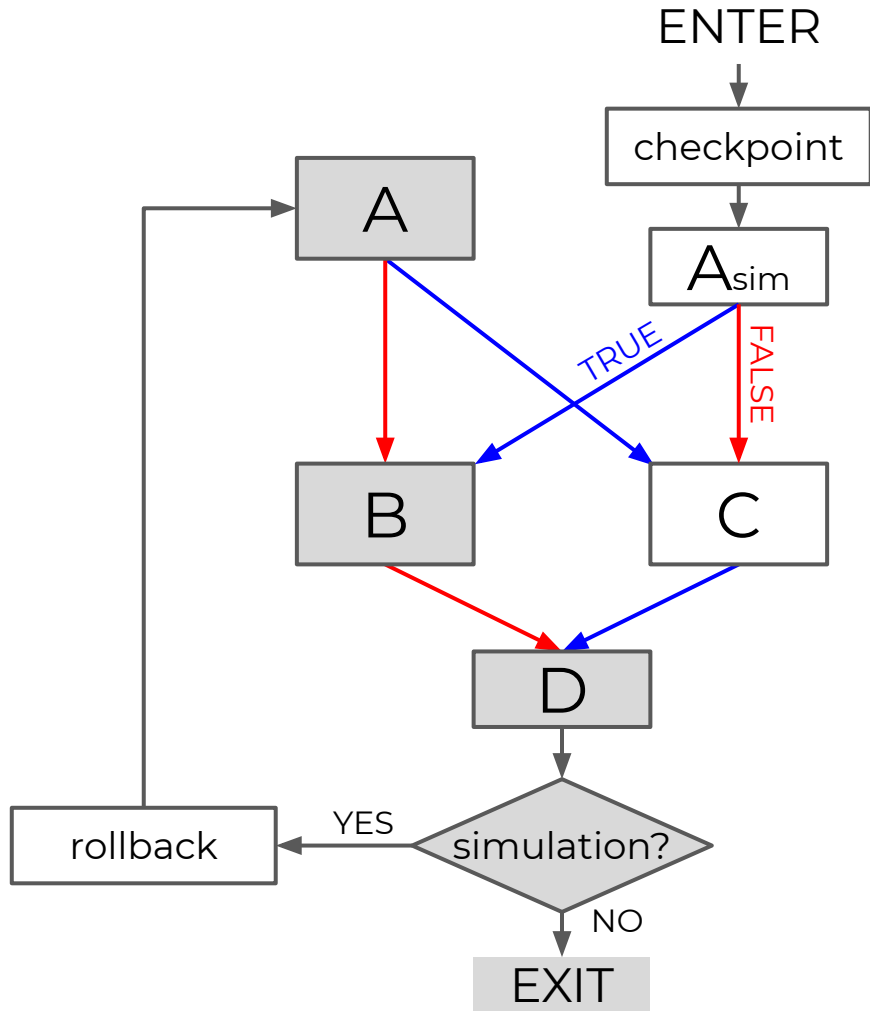 ENTER
checkpoint
A
Asim
TRUE
FALSE
B
C
D
simulation?
YES
rollback
NO
EXIT